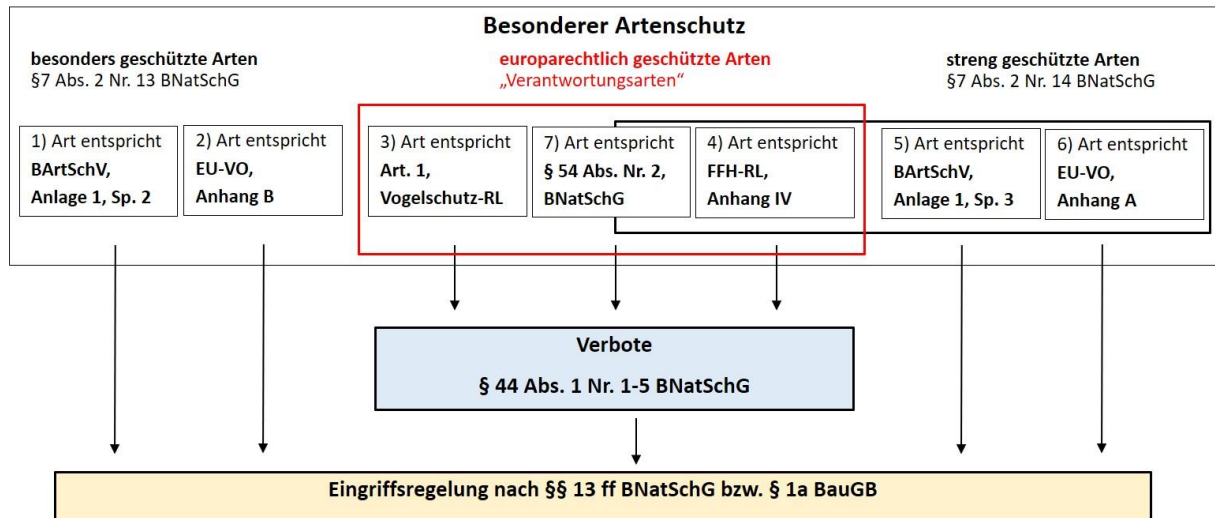 Besonderer Artenschutz
besonders geschützte Arten
§7 Abs. 2 Nr. 13 BNatSchG
europarechtlich geschützte Arten
„Verantwortungsarten“
streng geschützte Arten
§7 Abs. 2 Nr. 14 BNatSchG
1) Art entspricht
BArtSchV,
Anlage 1, Sp. 2
2) Art entspricht
EU-VO,
Anhang B
3) Art entspricht
Art. 1,
Vogelschutz-RL
7) Art entspricht
§ 54 Abs. Nr. 2,
BNatSchG
4) Art entspricht
FFH-RL,
Anhang IV
5) Art entspricht
BArtSchV,
Anlage 1, Sp. 3
6) Art entspricht
EU-VO,
Anhang A
Verbote
§ 44 Abs. 1 Nr. 1-5 BNatSchG
Eingriffsregelung nach §§ 13 ff BNatSchG bzw. § 1a BauGB